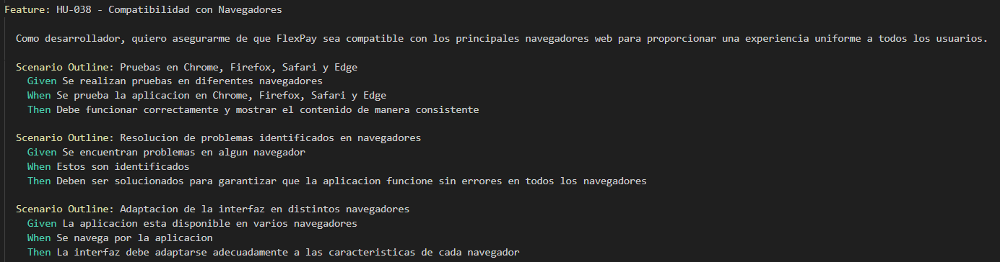 Feature: HU-038 - Compatibilidad con Navegadores
Como desarrollador, quiero asegurarme de que FlexPay sea compatible con los principales navegadores web para proporcionar una experiencia uniforme a todos los usuarios.
Scenario Outline: Pruebas en Chrome, Firefox, Safari y Edge
Given Se realizan pruebas en diferentes navegadores
When Se prueba la aplicacion en Chrome, Firefox, Safari y Edge
Then Debe funcionar correctamente y mostrar el contenido de manera consistente
Scenario Outline: Resolucion de problemas identificados en navegadores
Given Se encuentran problemas en algun navegador
When Estos son identificados
Then Deben ser solucionados para garantizar que la aplicacion funcione sin errores en todos los navegadores
Scenario Outline: Adaptacion de la interfaz en distintos navegadores
Given La aplicacion esta disponible en varios navegadores
When Se navega por la aplicacion
Then La interfaz debe adaptarse adecuadamente a las caracteristicas de cada navegador